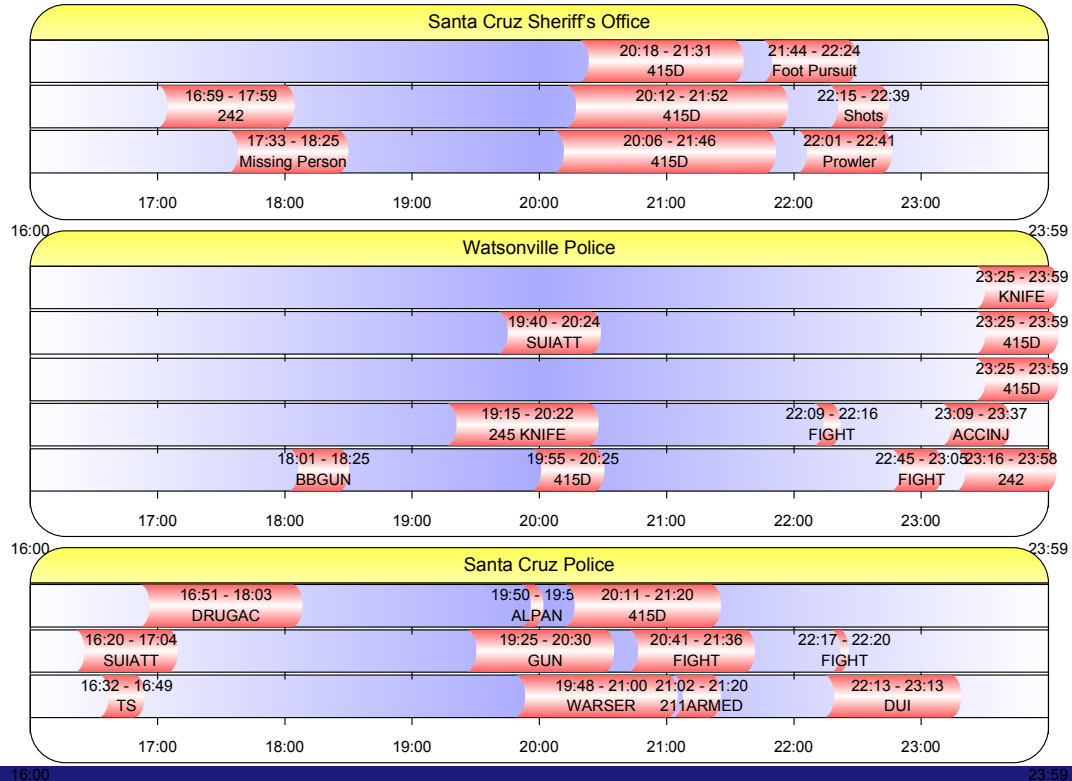 Santa Cruz Sheriff's Office
20:18 - 21:31 21:44 - 22:24
415D Foot Pursuit
16:59 - 17:59 20:12 - 21:52 22:15 - 22:39
242 415D Shots
17:33 - 18:25 20:06 - 21:46 22:01 - 22:41
Missing Person 415D Prowler
17:00 18:00 19:00 20:00 21:00 22:00 23:00
16:00 23:59
Watsonville Police
23:25 - 23:59
KNIFE
19:40 - 20:24 23:25 - 23:59
SUIATT 415D
23:25 - 23:59
415D
19:15 - 20:22 22:09 - 22:16 23:09 - 23:37
245 KNIFE FIGHT ACCINJ
18:01 - 18:25 19:55 - 20:25 22:45 - 23:05 23:16 - 23:58
BBGUN 415D FIGHT 242
17:00 18:00 19:00 20:00 21:00 22:00 23:00
16:00 23:59
Santa Cruz Police
16:51 - 18:03 19:50 - 19:5 20:11 - 21:20
DRUGAC ALPAN 415D
16:20 - 17:04 19:25 - 20:30 20:41 - 21:36 22:17 - 22:20
SUIATT GUN FIGHT FIGHT
16:32 - 16:49 19:48 - 21:00 21:02 - 21:20 22:13 - 23:13
TS WARSER 211ARMED DUI
17:00 18:00 19:00 20:00 21:00 22:00 23:00
16:00 23:59